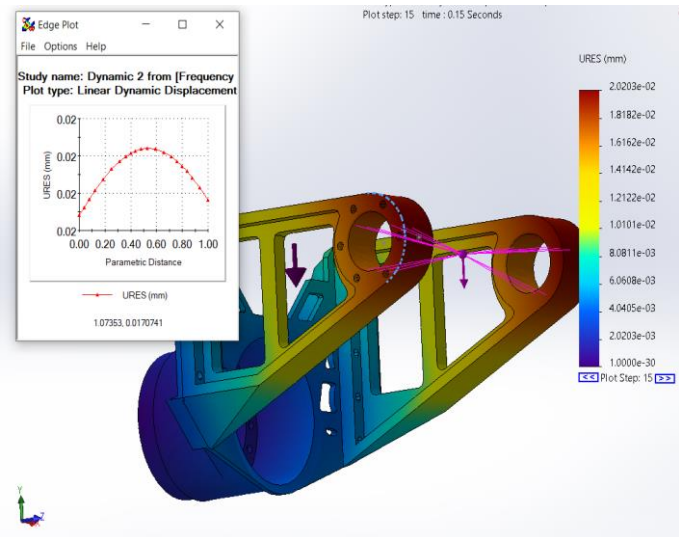 Plot step: 15 time : 0.15 Seconds
Edge Plot
File Options Help
Study name: Dynamic 2 from [Frequency
Plot type: Linear Dynamic Displacement
0.02
0.02
0.02
0.02
URES (mm)
0.00 0.20 0.40 0.60 0.80 1.00
Parametric Distance
URES (mm)
1.07353, 0.0170741
URES (mm)
2.0203e-02
1.8182e-02
1.6162e-02
1.4142e-02
1.2122e-02
1.0101e-02
8.0811e-03
6.0608e-03
4.0405e-03
2.0203e-03
1.0000e-30
<< Plot Step: 15 >>
Y
Z